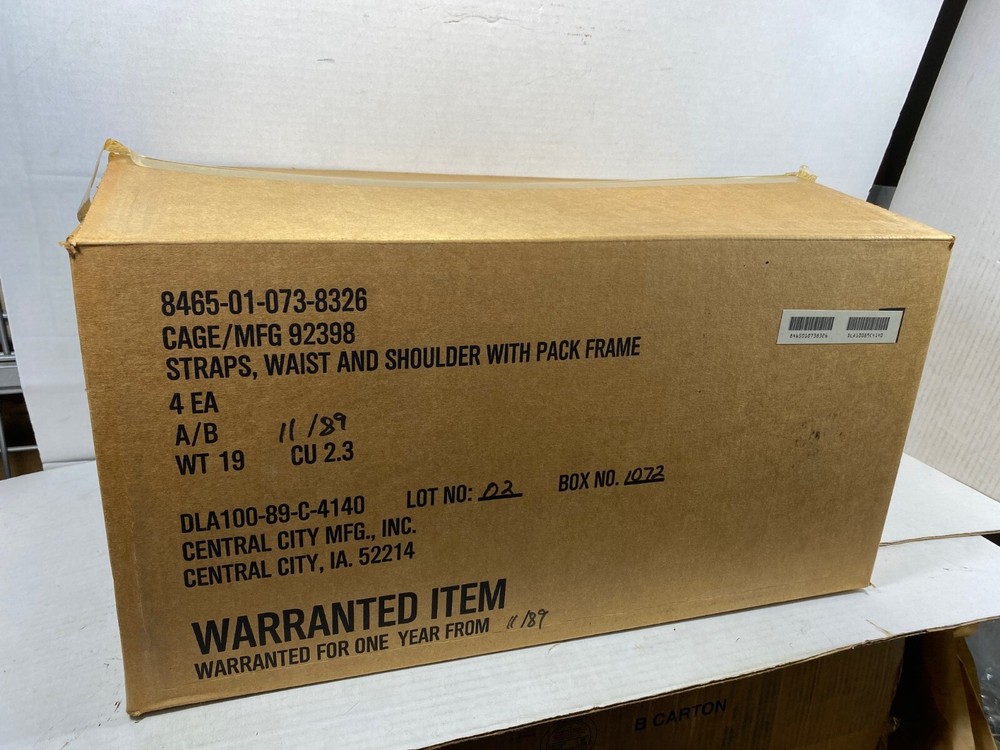 8465-01-073-8326
CAGE/MFG 92398
STRAPS, WAIST AND SHOULDER WITH PACK FRAME
4 EA
A/B 11/89
WT 19 CU 2.3
DLA100-89-C-4140 LOT NO: 02 BOX NO. 1072
CENTRAL CITY MFG., INC.
CENTRAL CITY, IA. 52214
WARRANTED ITEM
WARRANTED FOR ONE YEAR FROM 11/89
8465010738326 DLA10089C4140
B CARTON